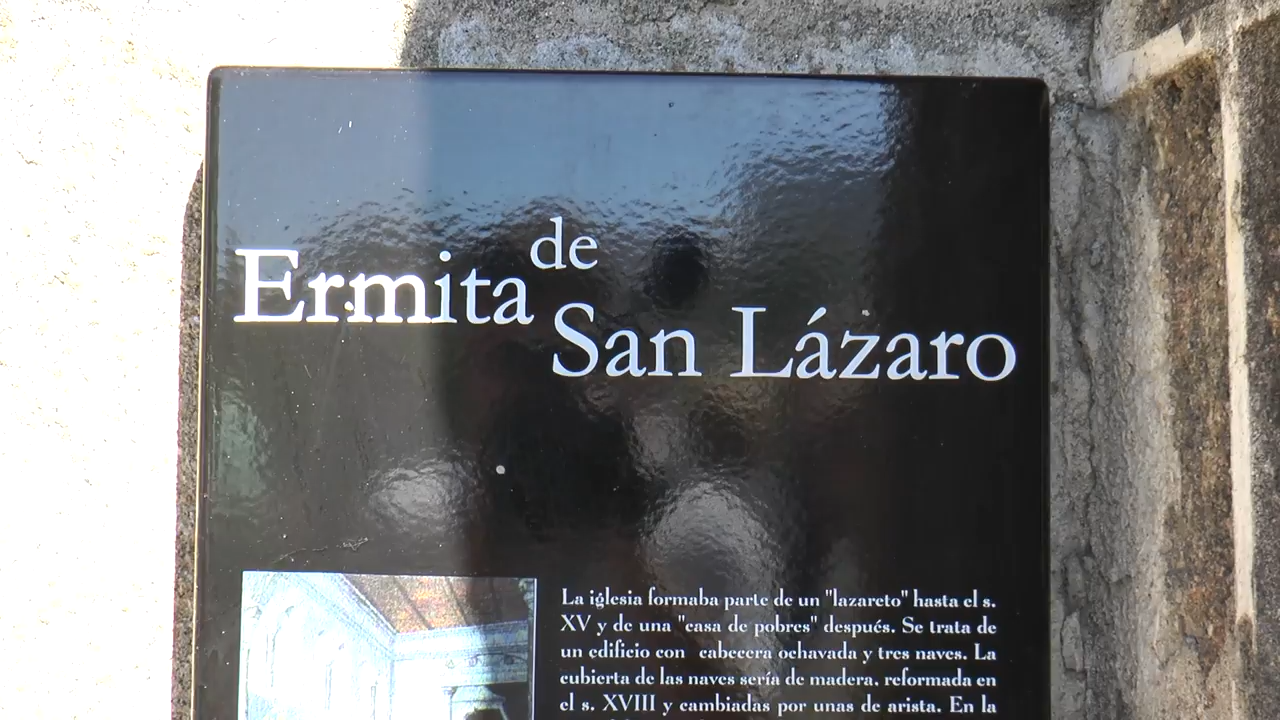 Ermita de
San Lázaro
La iglesia formaba parte de un "lazareto" hasta el s.
XV y de una "casa de pobres" después. Se trata de
un edificio con cabecera ochavada y tres naves. La
cubierta de las naves sería de madera, reformada en
el s. XVIII y cambiadas por unas de arista. En la